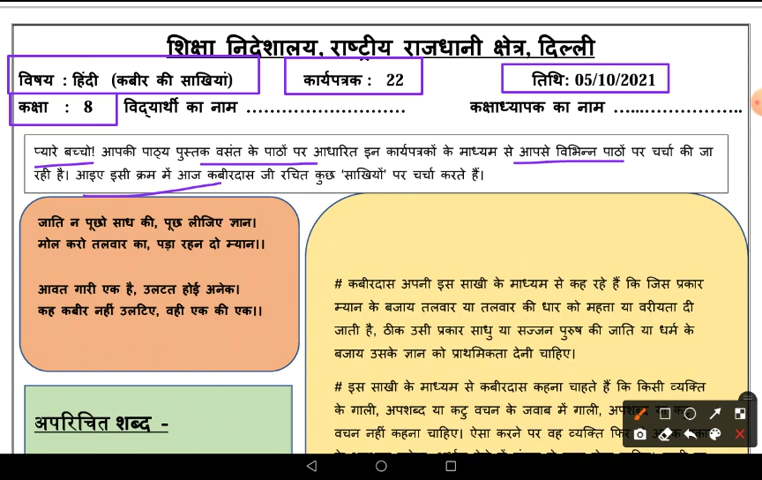 शिक्षा निदेशालय, राष्ट्रीय राजधानी क्षेत्र, दिल्ली
विषय : हिंदी (कबीर की साखियां) कार्यपत्रक : 22 तिथि: 05/10/2021
कक्षा : 8 विद्यार्थी का नाम ............................ कक्षाध्यापक का नाम ......................
प्यारे बच्चो! आपकी पाठ्य पुस्तक वसंत के पाठों पर आधारित इन कार्यपत्रकों के माध्यम से आपसे विभिन्न पाठों पर चर्चा की जा
रही है। आइए इसी क्रम में आज कबीरदास जी रचित कुछ 'साखियों' पर चर्चा करते हैं।
जाति न पूछो साध की, पूछ लीजिए ज्ञान।
मोल करो तलवार का, पड़ा रहन दो म्यान।।
आवत गारी एक है, उलटत होई अनेक।
कह कबीर नहीं उलटिए, वही एक की एक।।
अपरिचित शब्द -
# कबीरदास अपनी इस साखी के माध्यम से कह रहे हैं कि जिस प्रकार
म्यान के बजाय तलवार या तलवार की धार को महत्ता या वरीयता दी
जाती है, ठीक उसी प्रकार साधु या सज्जन पुरुष की जाति या धर्म के
बजाय उसके ज्ञान को प्राथमिकता देनी चाहिए।
# इस साखी के माध्यम से कबीरदास कहना चाहते हैं कि किसी व्यक्ति
के गाली, अपशब्द या कटु वचन के जवाब में गाली,
वचन नहीं कहना चाहिए। ऐसा करने पर वह व्यक्ति